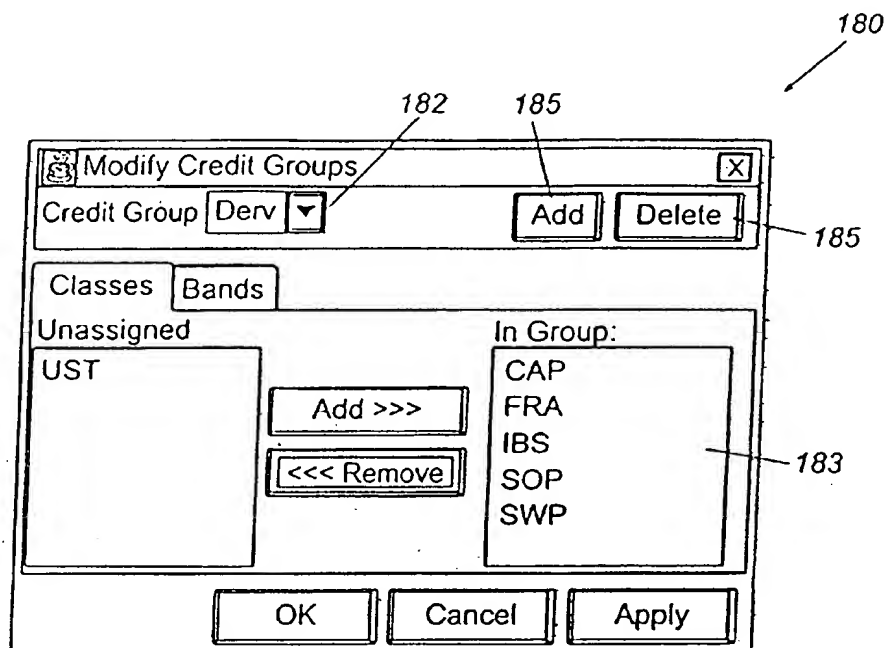 180
182 185
Modify Credit Groups X
Credit Group Derv Add Delete
185
Classes Bands
Unassigned In Group:
UST CAP
Add >>> FRA
IBS
183
<<< Remove SOP
SWP
OK Cancel Apply